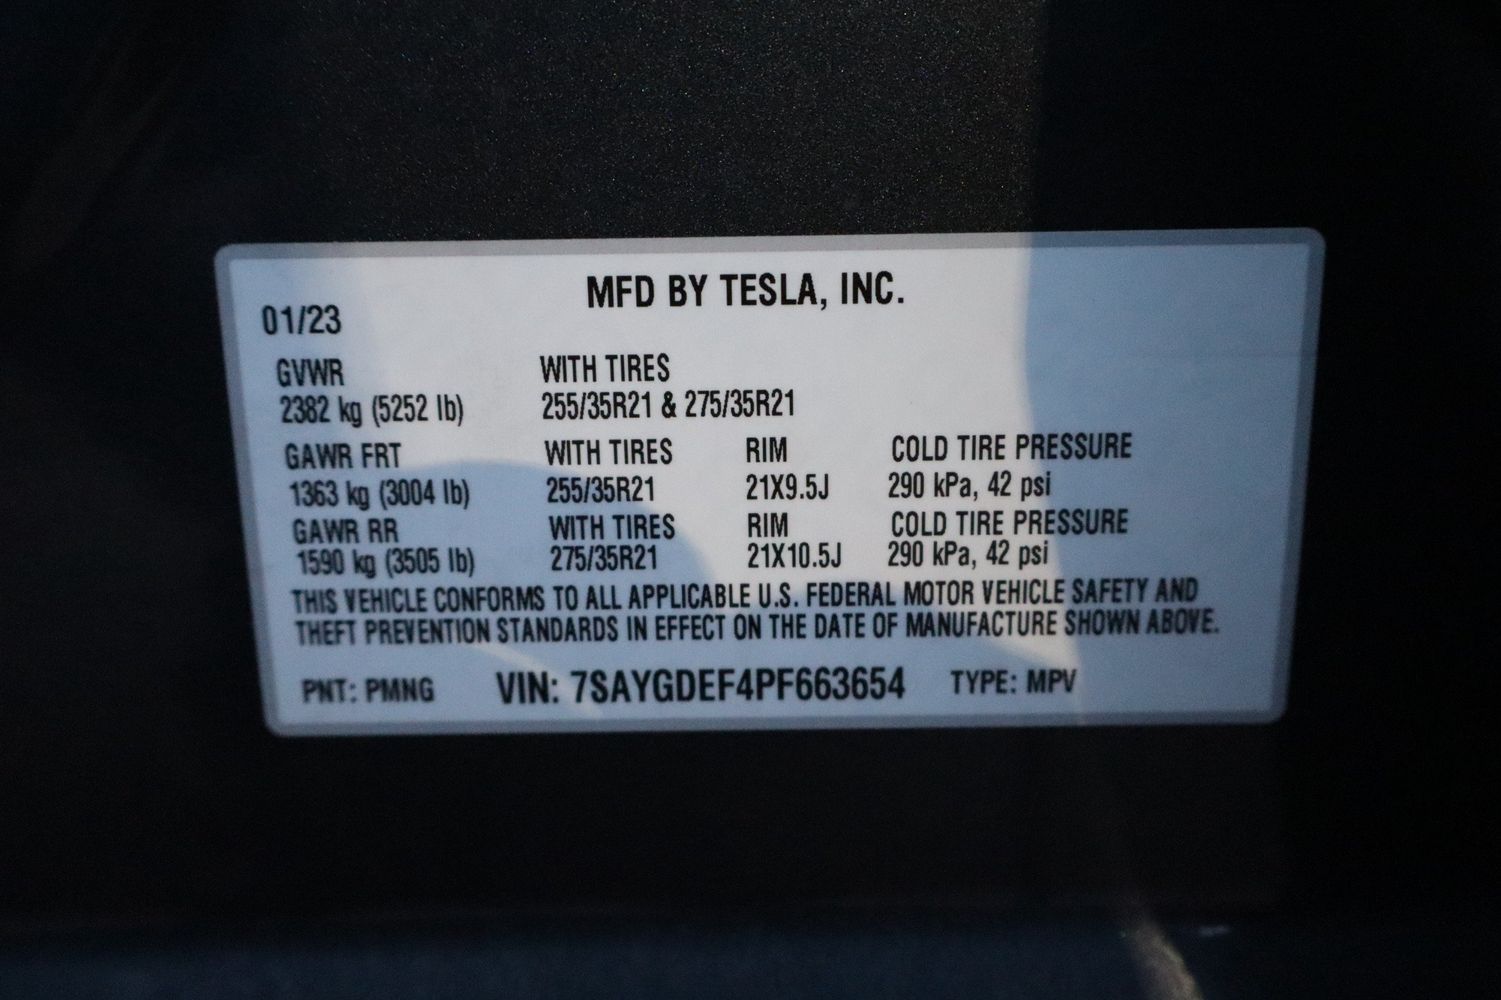 MFD BY TESLA, INC.
01/23
GVWR WITH TIRES
2382 kg (5252 lb) 255/35R21 & 275/35R21
GAWR FRT WITH TIRES RIM COLD TIRE PRESSURE
1363 kg (3004 lb) 255/35R21 21X9.5J 290 kPa, 42 psi
GAWR RR WITH TIRES RIM COLD TIRE PRESSURE
1590 kg (3505 lb) 275/35R21 21X10.5J 290 kPa, 42 psi
THIS VEHICLE CONFORMS TO ALL APPLICABLE U.S. FEDERAL MOTOR VEHICLE SAFETY AND
THEFT PREVENTION STANDARDS IN EFFECT ON THE DATE OF MANUFACTURE SHOWN ABOVE.
PNT: PMNG VIN: 7SAYGDEF4PF663654 TYPE: MPV